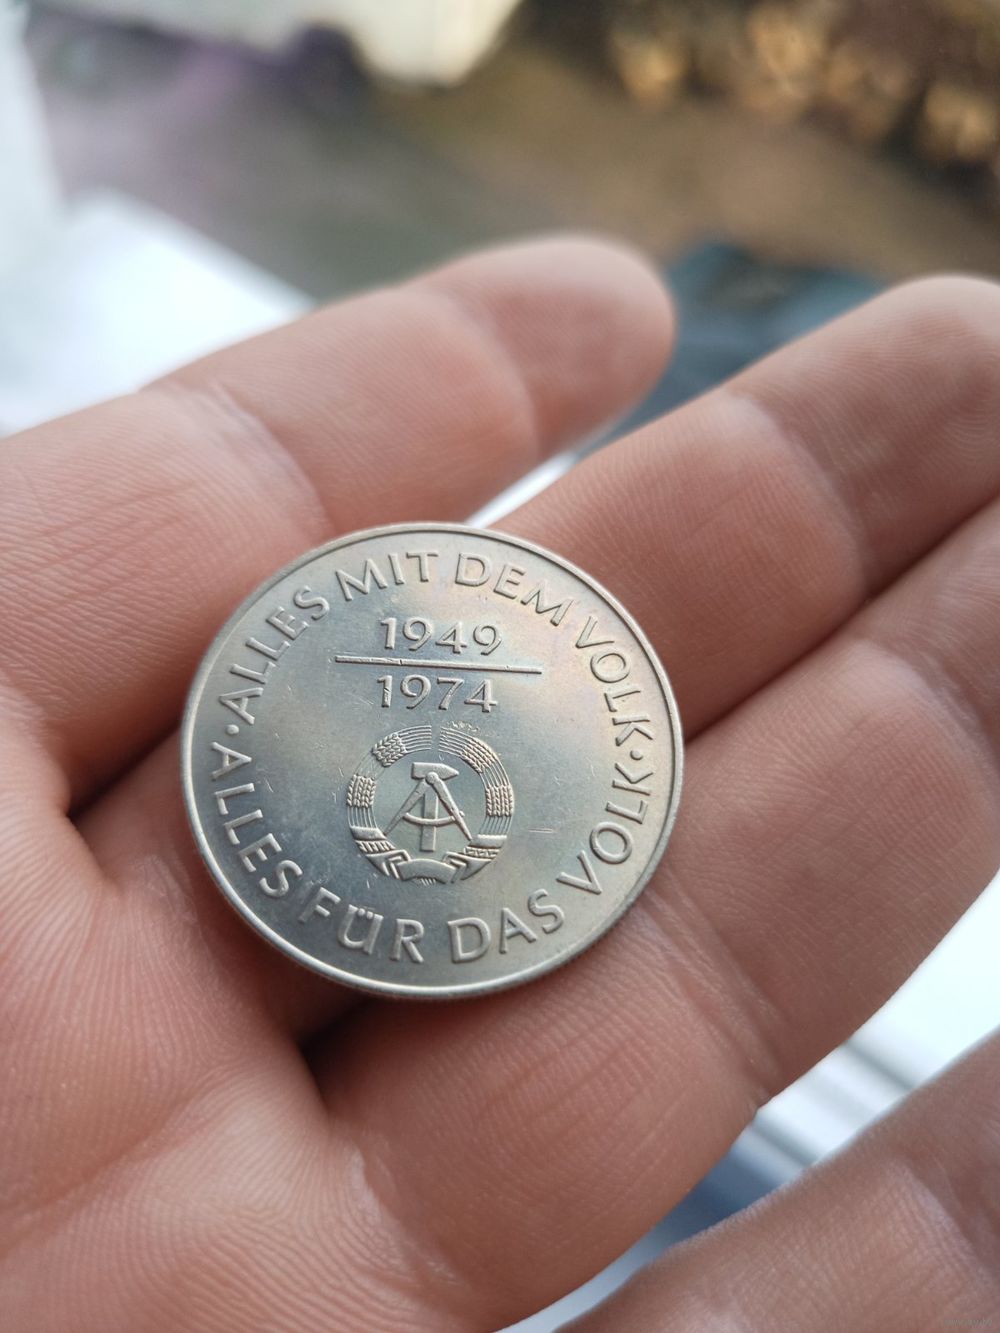 · ALLES MIT DEM VOLK ·
1949
1974
ALLES FÜR DAS VOLK